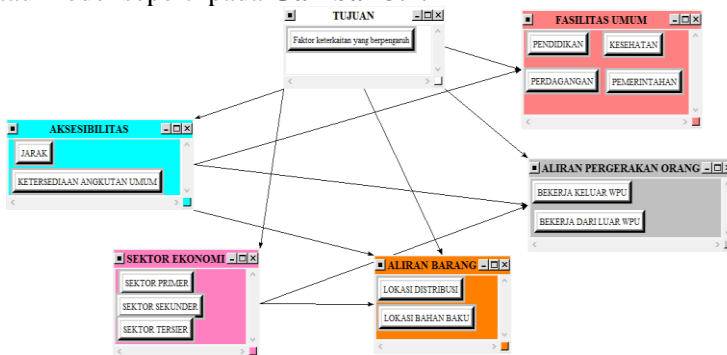 TUJUAN
Faktor keterkaitan yang berpengaruh
FASILITAS UMUM
PENDIDIKAN
KESEHATAN
PERDAGANGAN
PEMERINTAHAN
AKSESIBILITAS
JARAK
KETERSEDIAAN ANGKUTAN UMUM
ALIRAN PERGERAKAN ORANG
BEKERJA KELUAR WPU
BEKERJA DARI LUAR WPU
SEKTOR EKONOMI
SEKTOR PRIMER
SEKTOR SEKUNDER
SEKTOR TERSIER
ALIRAN BARANG
LOKASI DISTRIBUSI
LOKASI BAHAN BAKU